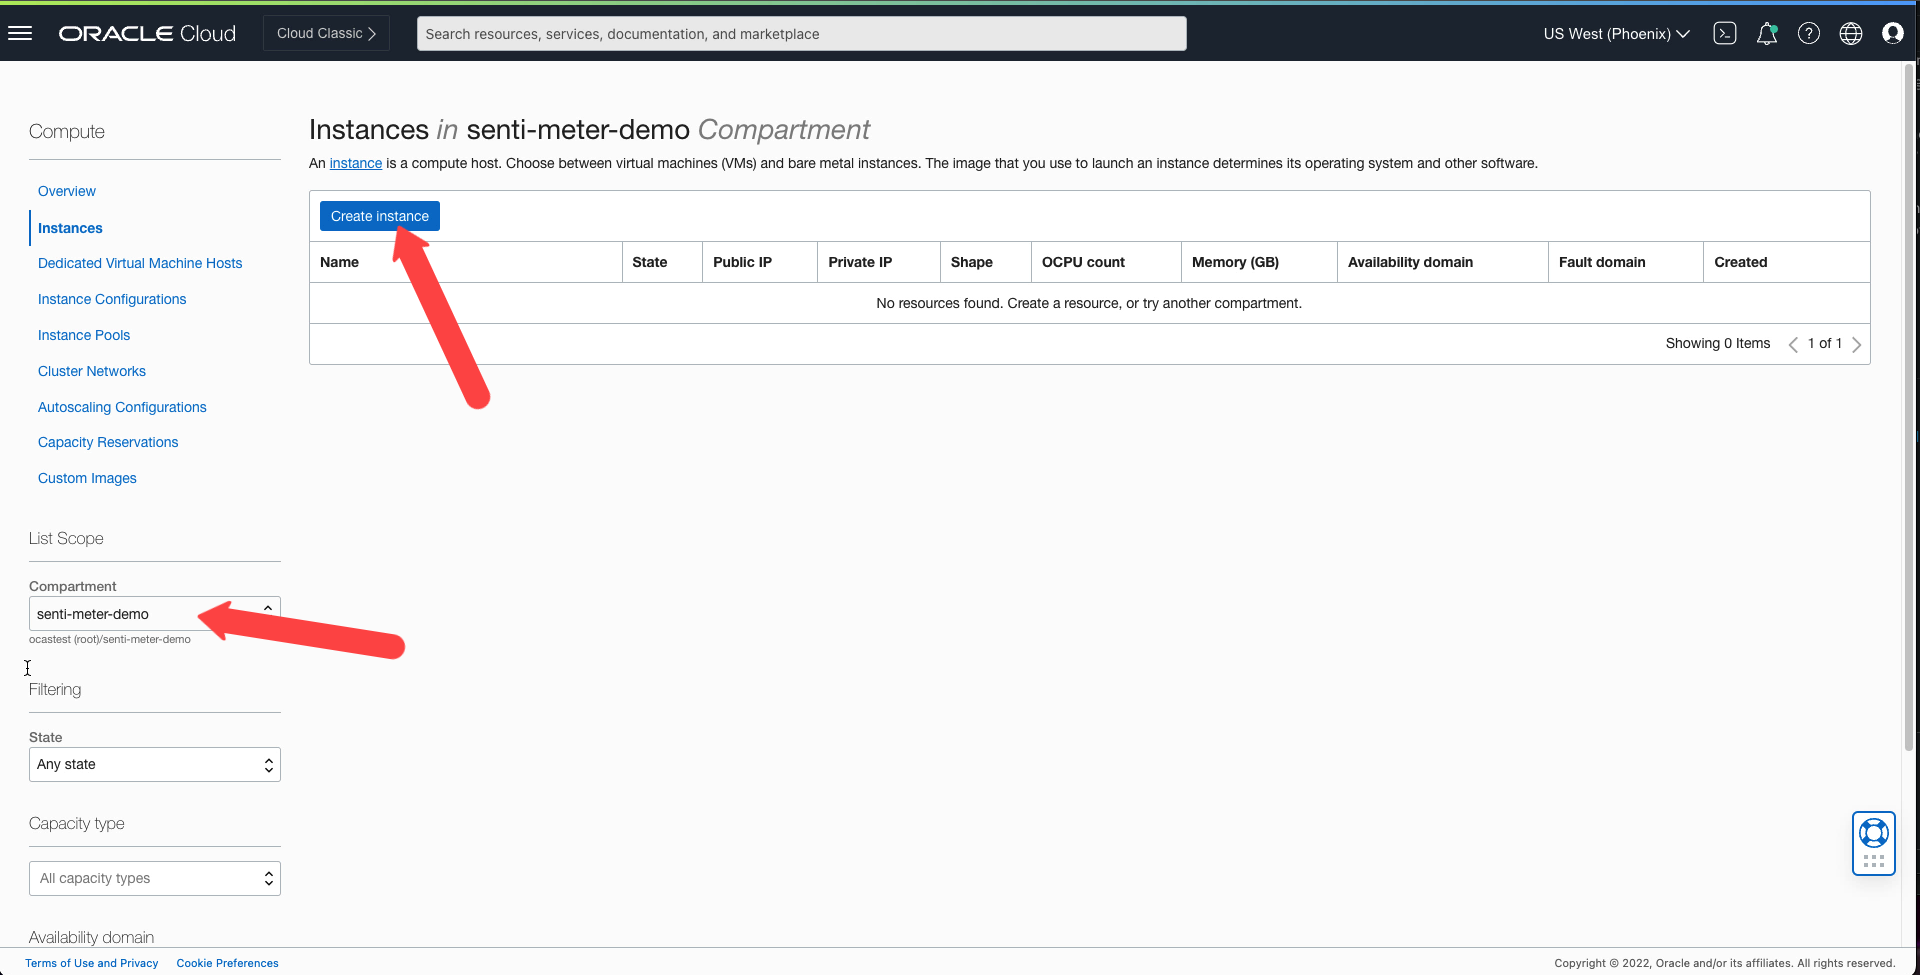 ORACLE Cloud
Cloud Classic
Search resources, services, documentation, and marketplace
US West (Phoenix)
Compute
Overview
Instances
Dedicated Virtual Machine Hosts
Instance Configurations
Instance Pools
Cluster Networks
Autoscaling Configurations
Capacity Reservations
Custom Images
List Scope
Compartment
senti-meter-demo
ocastest (root)/senti-meter-demo
Filtering
State
Any state
Capacity type
All capacity types
Availability domain
Instances in senti-meter-demo Compartment
An instance is a compute host. Choose between virtual machines (VMs) and bare metal instances. The image that you use to launch an instance determines its operating system and other software.
Create instance
Name State Public IP Private IP Shape OCPU count Memory (GB) Availability domain Fault domain Created
No resources found. Create a resource, or try another compartment.
Showing 0 Items 1 of 1
Terms of Use and Privacy Cookie Preferences
Copyright © 2022, Oracle and/or its affiliates. All rights reserved.